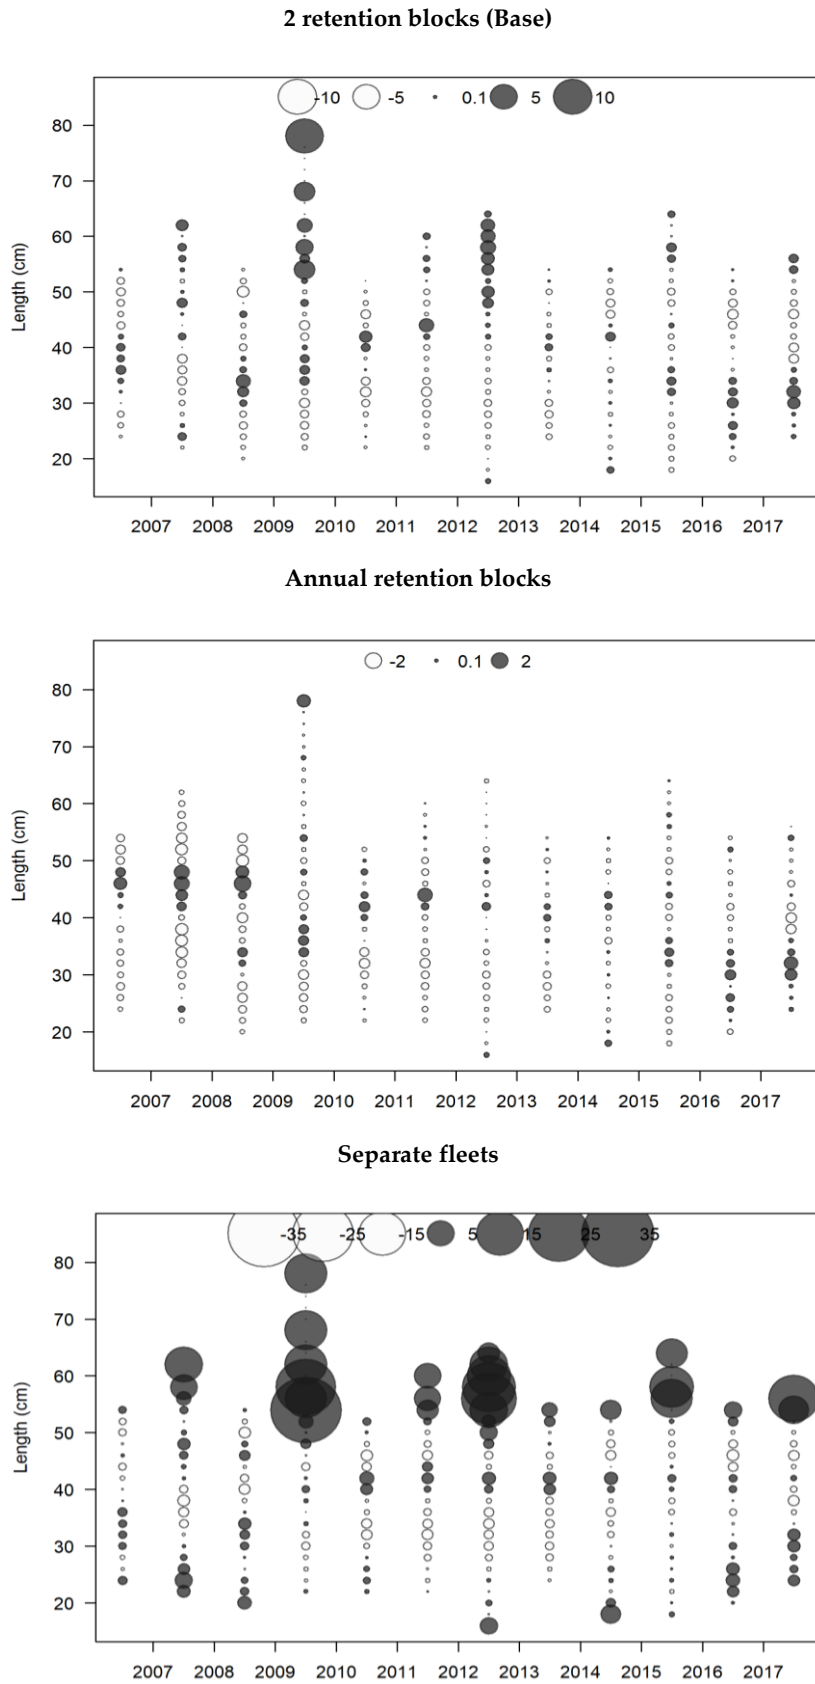 2 retention blocks (Base)
-10 -5 0.1 5 10
80
70
60
50
40
30
20
Length (cm)
2007 2008 2009 2010 2011 2012 2013 2014 2015 2016 2017
Annual retention blocks
-2 0.1 2
80
70
60
50
40
30
20
Length (cm)
2007 2008 2009 2010 2011 2012 2013 2014 2015 2016 2017
Separate fleets
-35 -25 -15 5 15 25 35
80
70
60
50
40
30
20
Length (cm)
2007 2008 2009 2010 2011 2012 2013 2014 2015 2016 2017